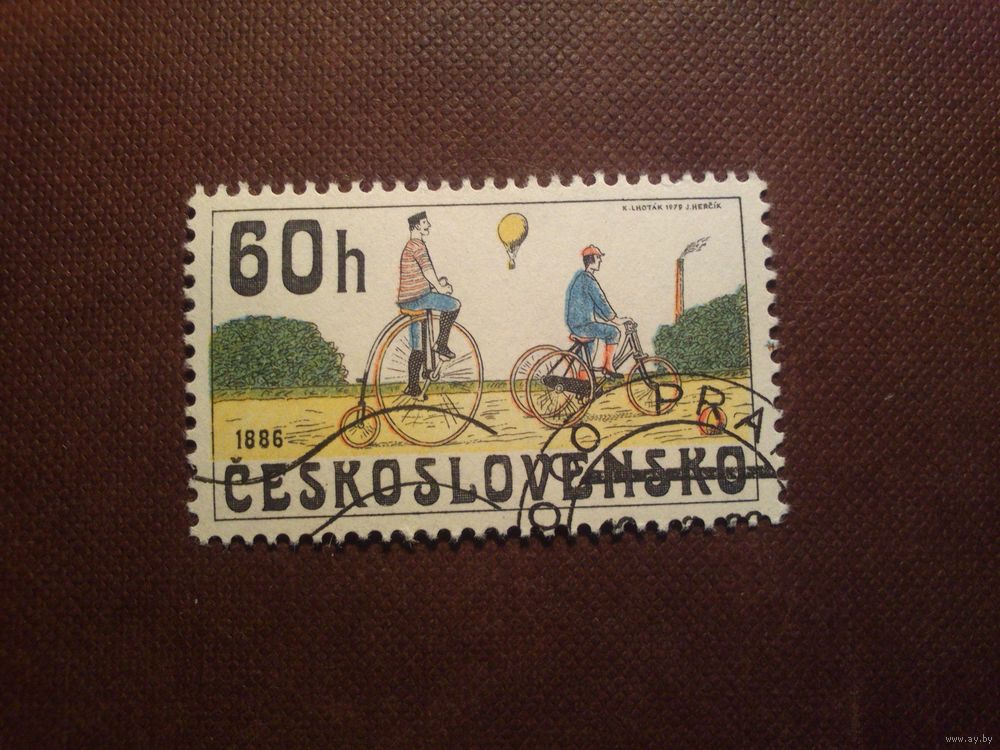 K. LHOTÁK 1979 J. HERČÍK
60h
1886
ČESKOSLOVENSKO
PRA
www.ay.by